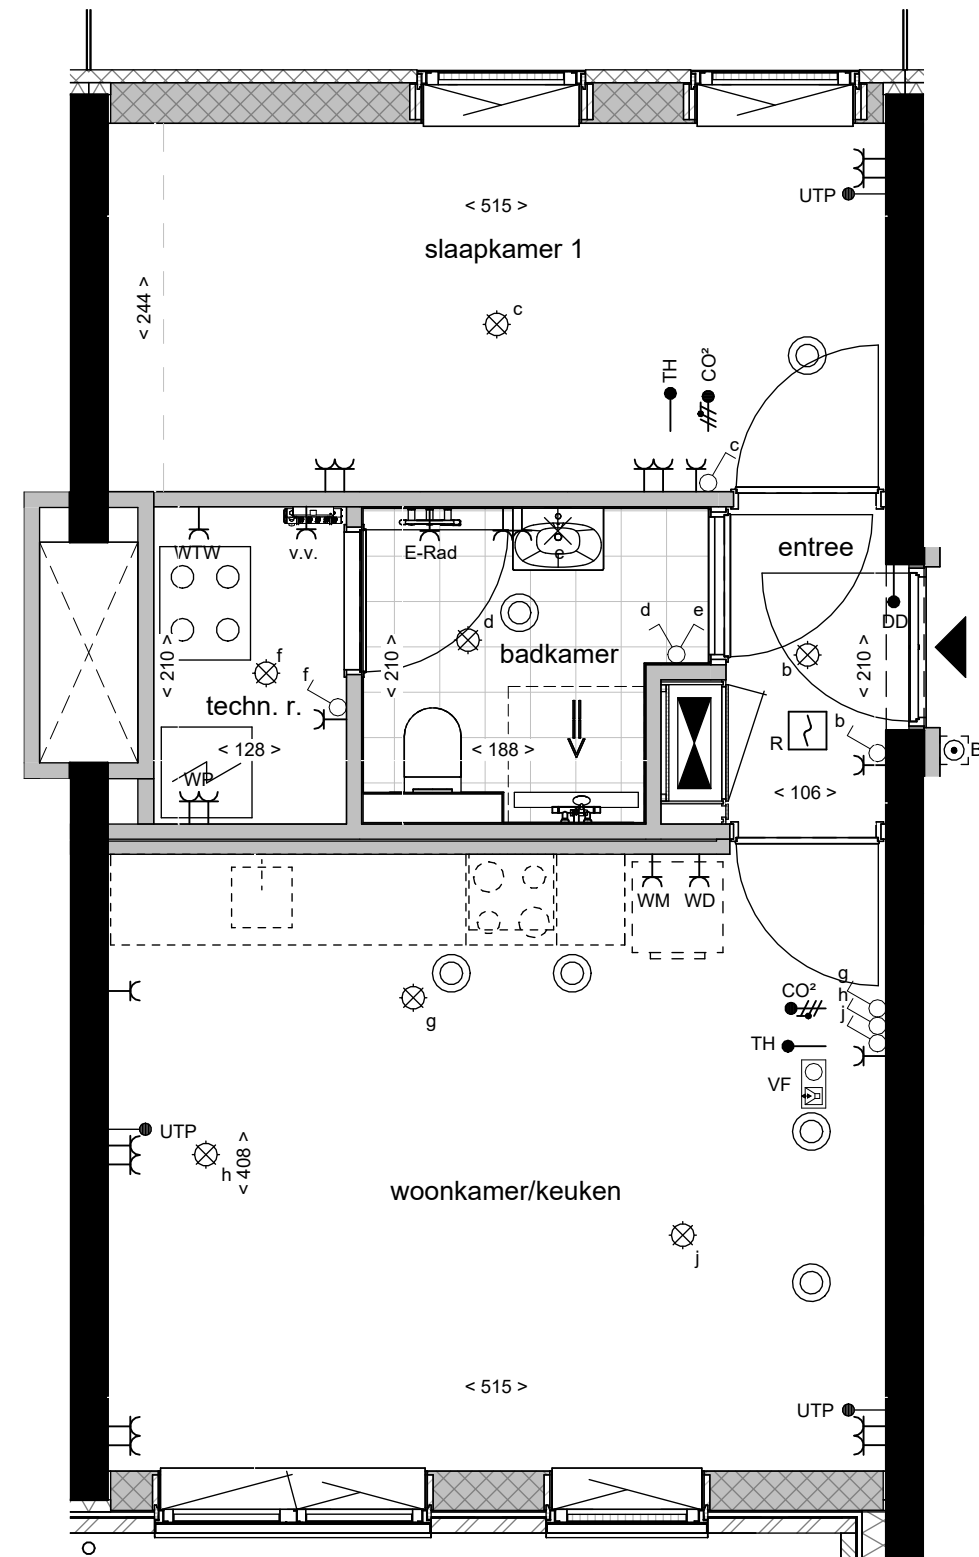 UTP
< 515 >
slaapkamer 1
< 244 >
c
TH
CO²
c
WTW
v.v.
E-Rad
entree
d
e
DD
d
badkamer
< 210 >
< 210 >
< 210 >
f
f
b
techn. r.
b
R
B
< 128 >
< 188 >
WP
< 106 >
WM
WD
g
CO²
h
j
g
TH
VF
UTP
h
< 408 >
woonkamer/keuken
j
< 515 >
UTP